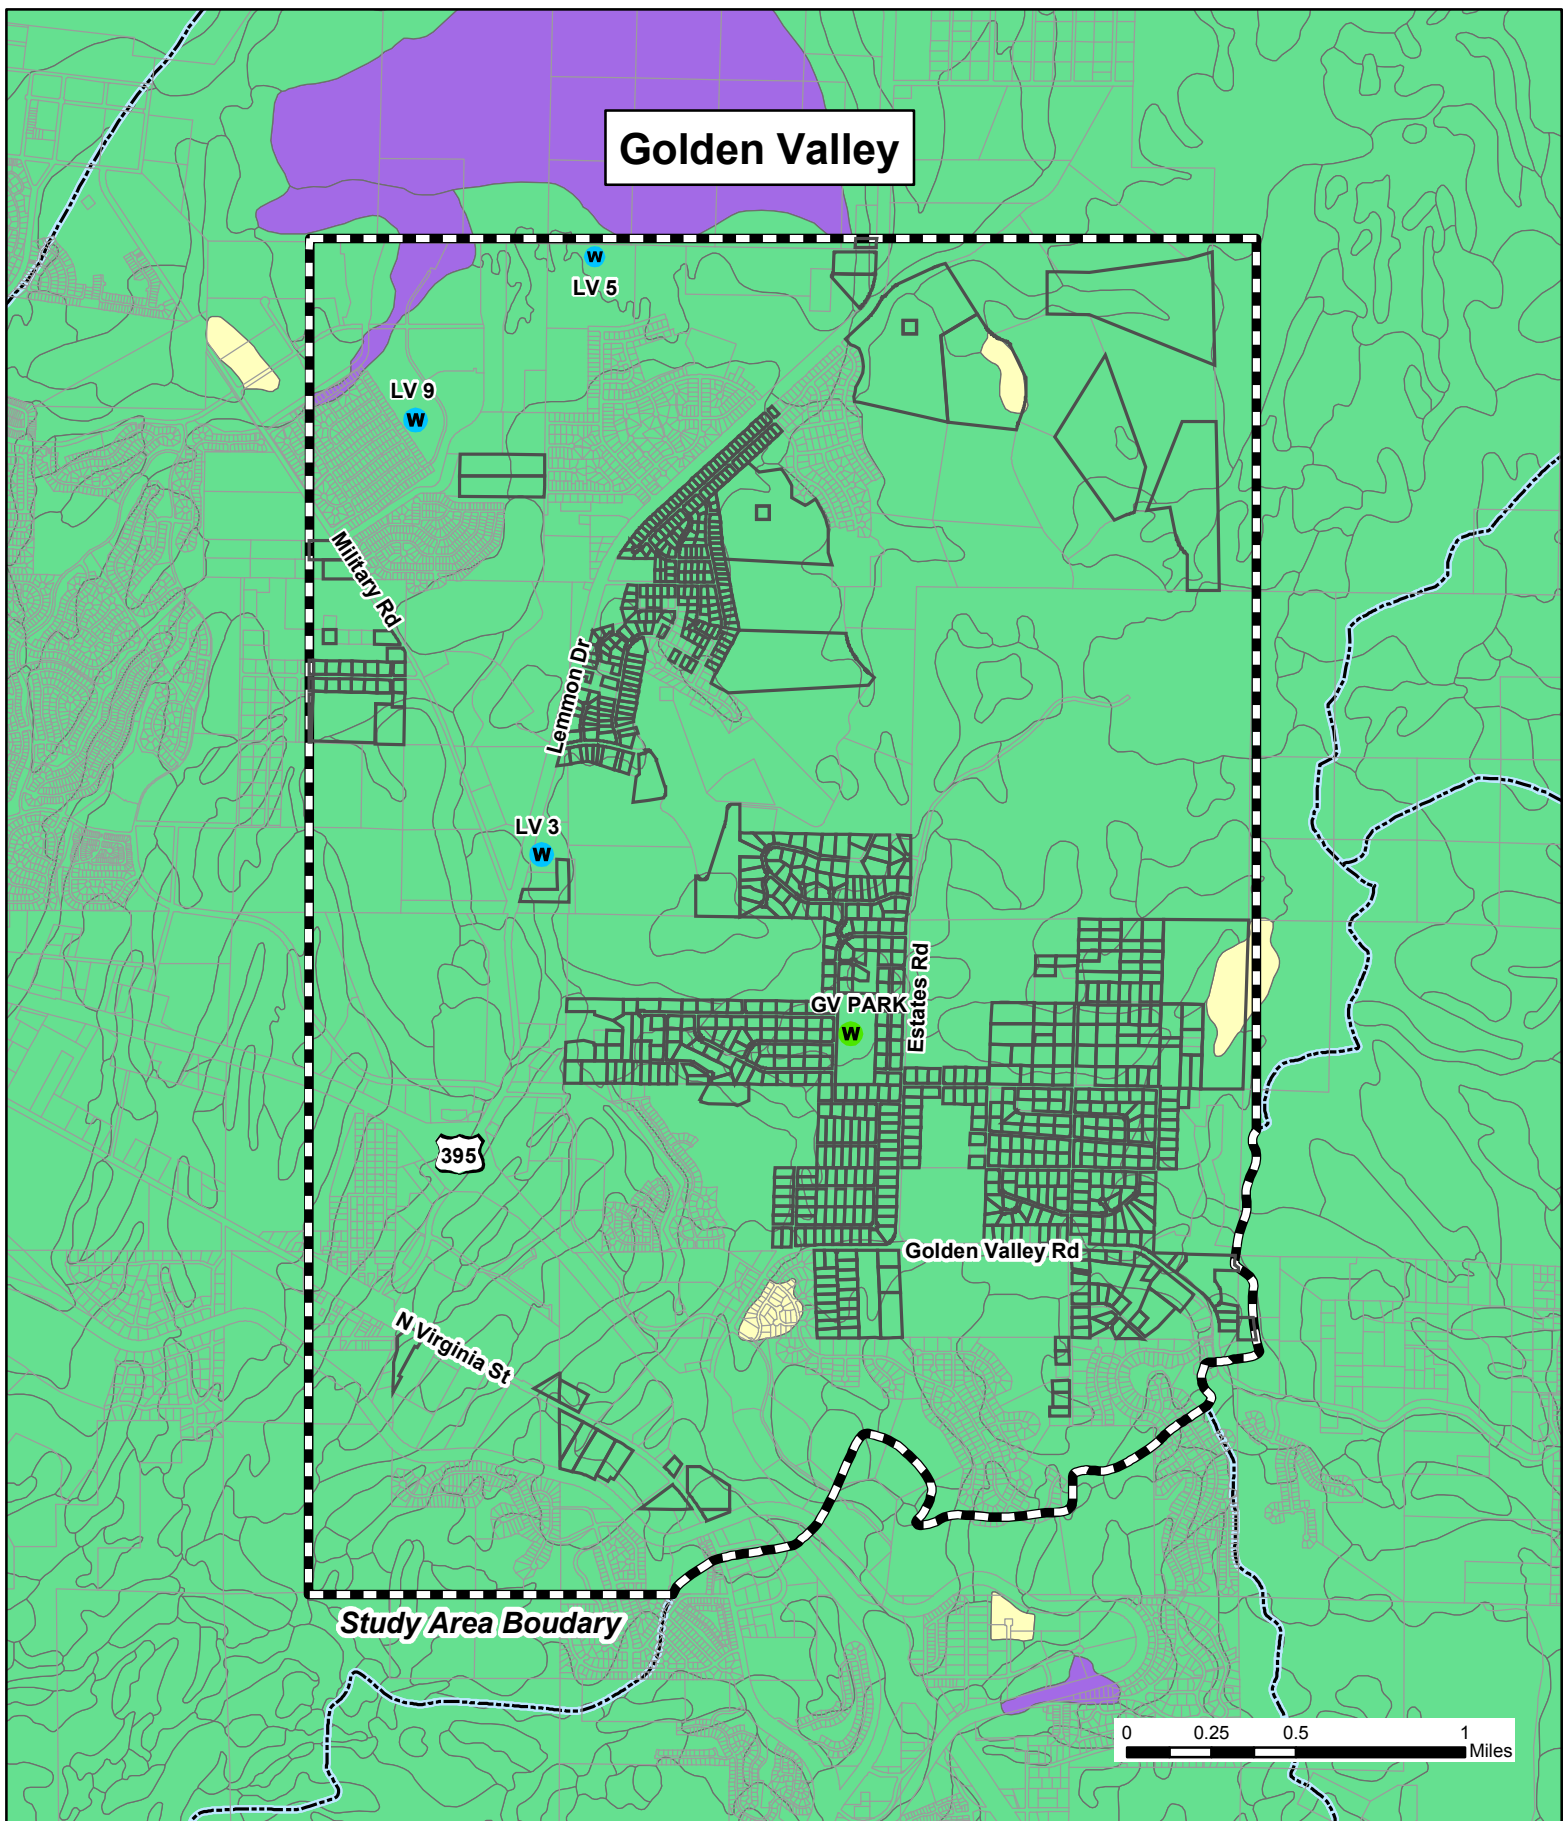 Golden Valley
W
LV 5
LV 9
W
Military Rd
Lemmon Dr
LV 3
W
Estates Rd
GV PARK
W
395
Golden Valley Rd
N Virginia St
Study Area Boudary
0 0.25 0.5 1
Miles